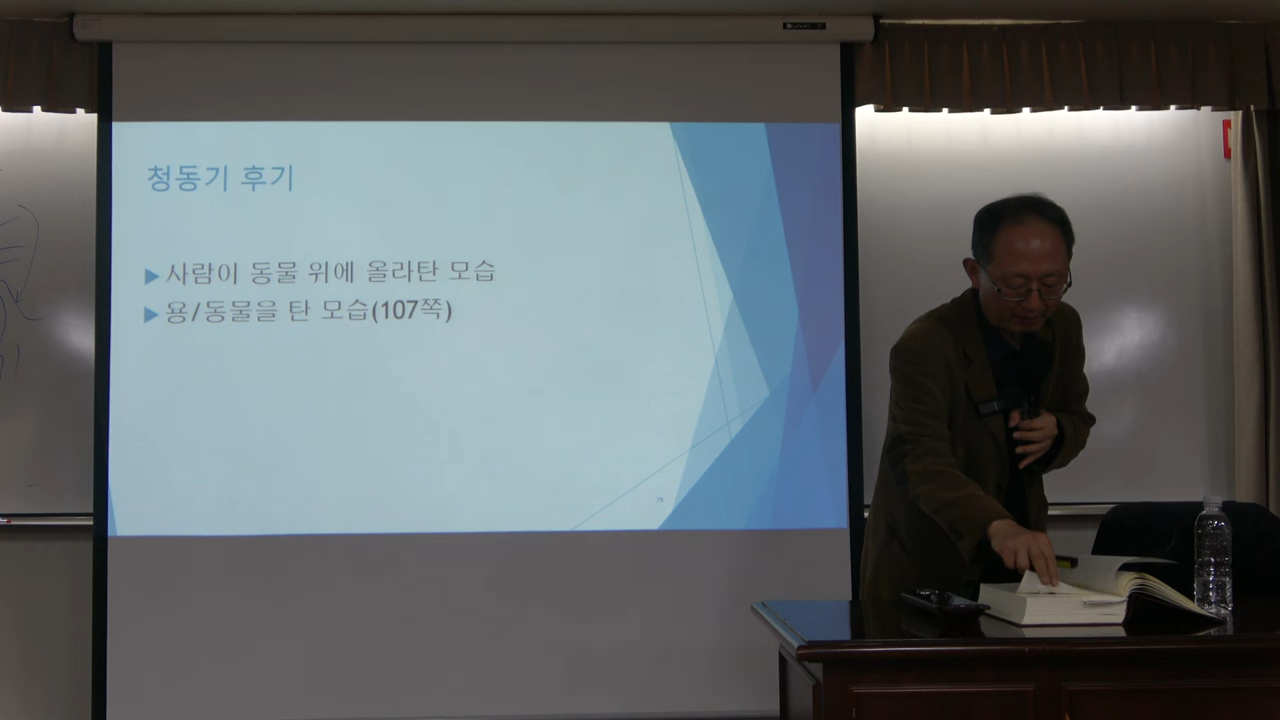 청동기 후기
사람이 동물 위에 올라탄 모습
용/동물을 탄 모습(107쪽)